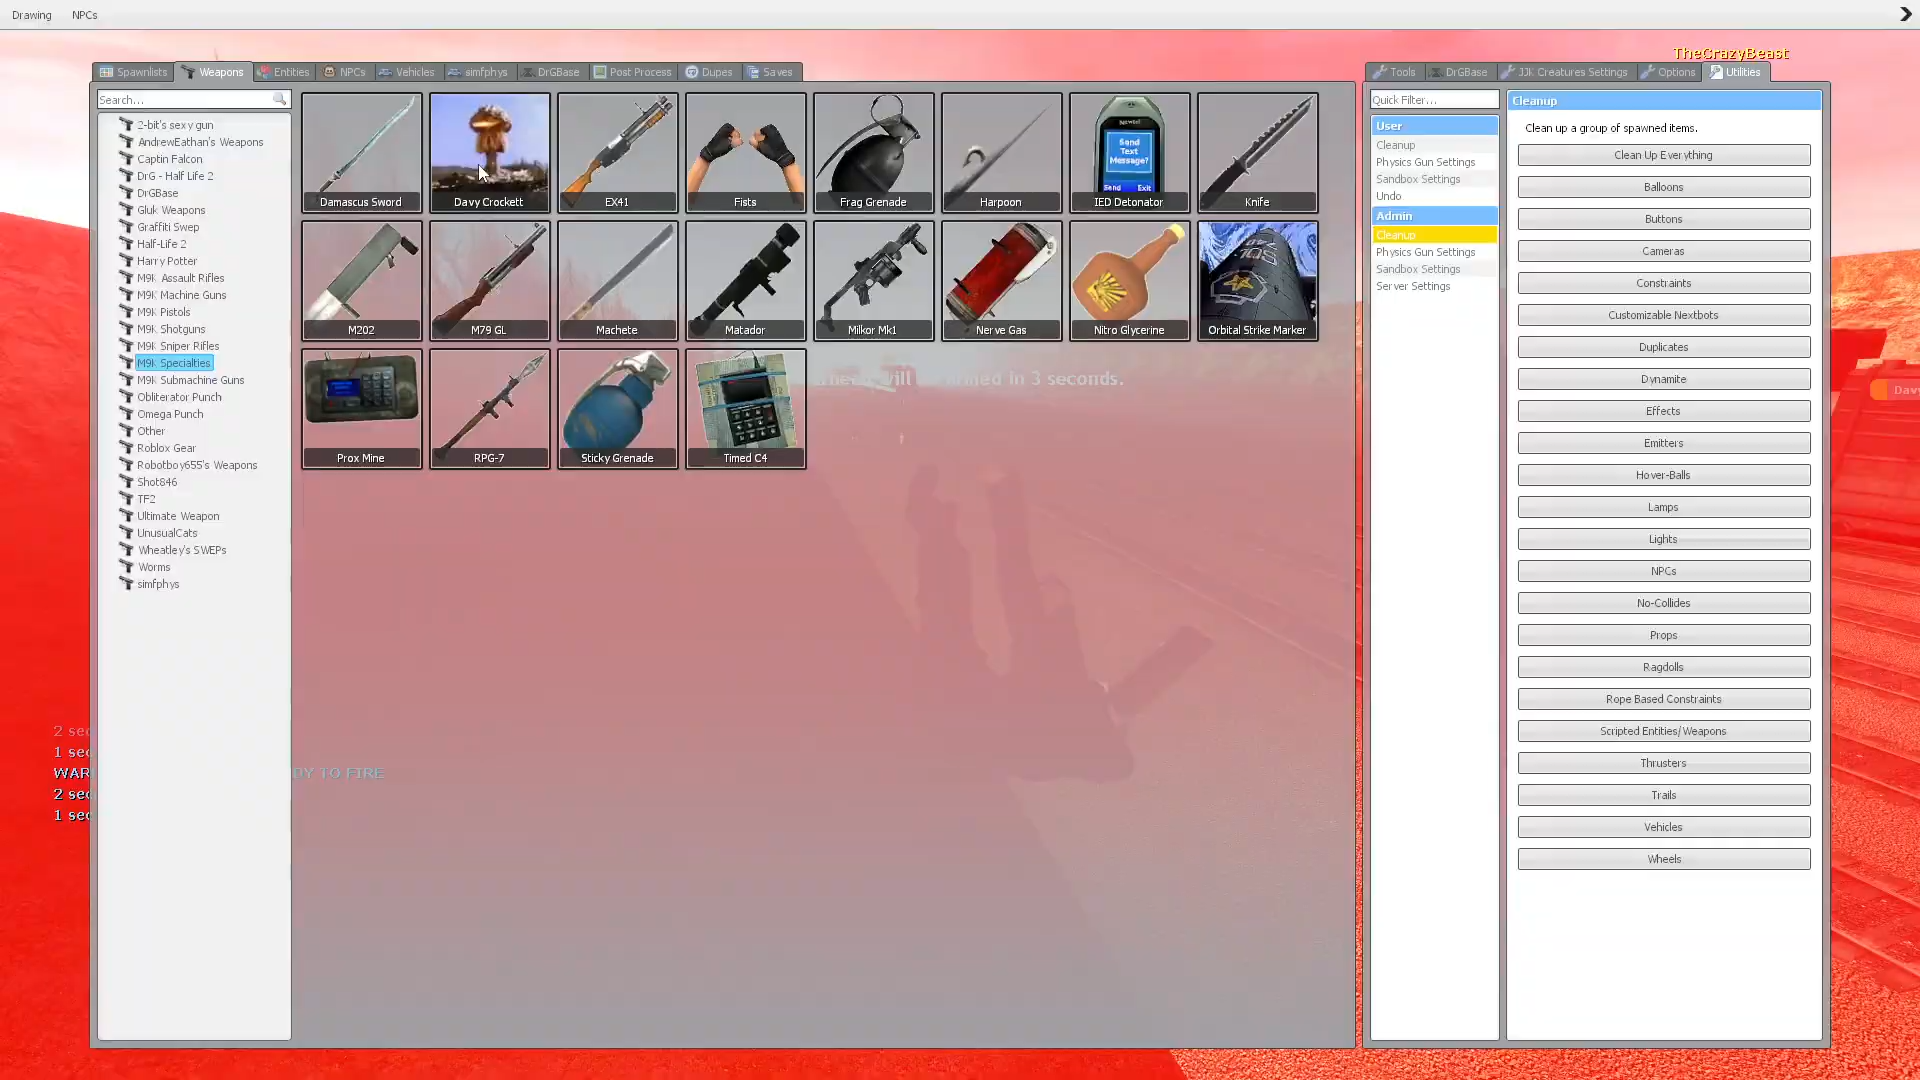 Drawing NPCs
TheCrazyBeast
Spawnlists Weapons Entities NPCs Vehicles simfphys DrGBase Post Process Dupes Saves
Tools DrGBase JJK Creatures Settings Options Utilities
Search...
2-bit's sexy gun
AndrewEathan's Weapons
Captin Falcon
DrG - Half Life 2
DrGBase
Gluk Weapons
Graffiti Swep
Half-Life 2
Harry Potter
M9K Assault Rifles
M9K Machine Guns
M9K Pistols
M9K Shotguns
M9K Sniper Rifles
M9K Specialties
M9K Submachine Guns
Obliterator Punch
Omega Punch
Other
Roblox Gear
Robotboy655's Weapons
Shot846
TF2
Ultimate Weapon
UnusualCats
Wheatley's SWEPs
Worms
simfphys
Send
Text
Message?
Send Exit
Damascus Sword
Davy Crockett
EX41
Fists
Frag Grenade
Harpoon
IED Detonator
Knife
M202
M79 GL
Machete
Matador
Milkor Mk1
Nerve Gas
Nitro Glycerine
Orbital Strike Marker
Prox Mine
RPG-7
Sticky Grenade
Timed C4
will armed in 3 seconds.
2 sec
1 sec
WAR DY TO FIRE
2 sec
1 sec
Quick Filter...
User
Cleanup
Physics Gun Settings
Sandbox Settings
Undo
Admin
Cleanup
Physics Gun Settings
Sandbox Settings
Server Settings
Cleanup
Clean up a group of spawned items.
Clean Up Everything
Balloons
Buttons
Cameras
Constraints
Customizable Nextbots
Duplicates
Dynamite
Effects
Emitters
Hover-Balls
Lamps
Lights
NPCs
No-Collides
Props
Ragdolls
Rope Based Constraints
Scripted Entities/Weapons
Thrusters
Trails
Vehicles
Wheels
Dav